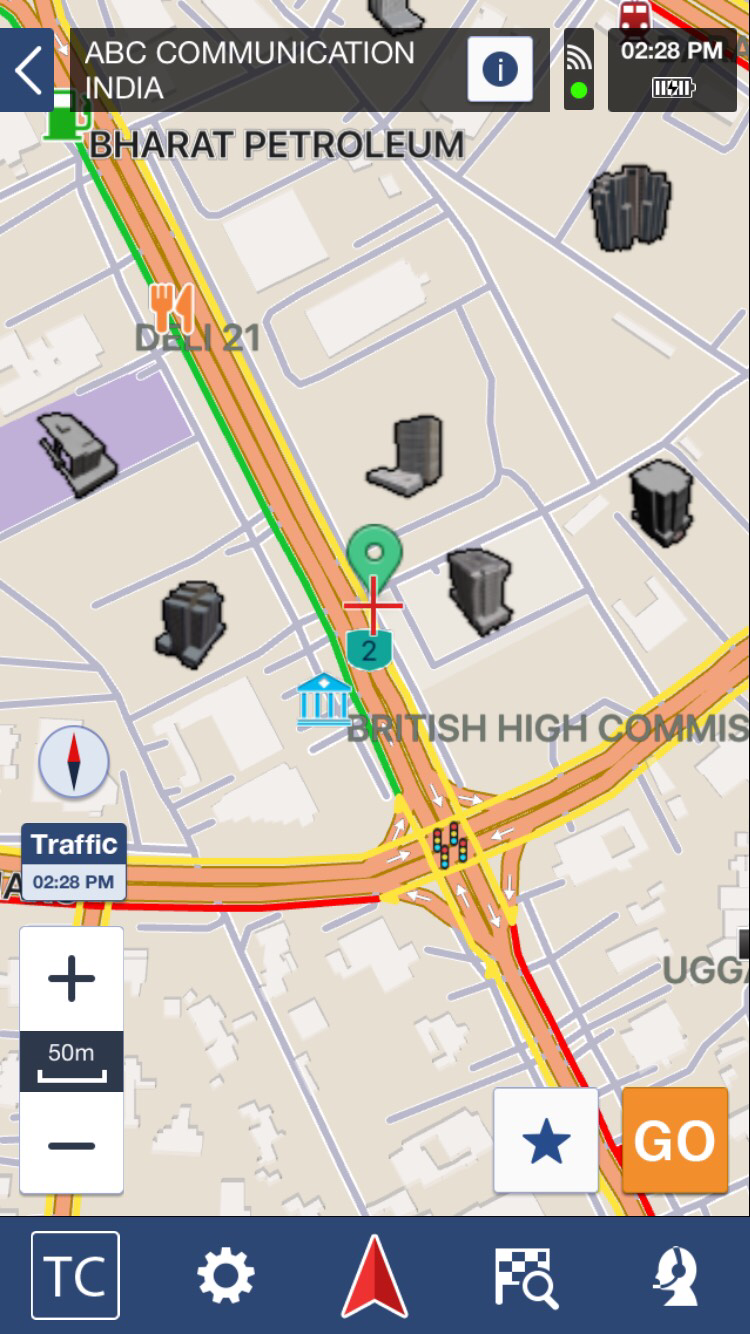 ABC COMMUNICATION
INDIA
i
02:28 PM
BHARAT PETROLEUM
DELI 21
2
BRITISH HIGH COMMIS
Traffic
02:28 PM
UGG
50m
GO
TC